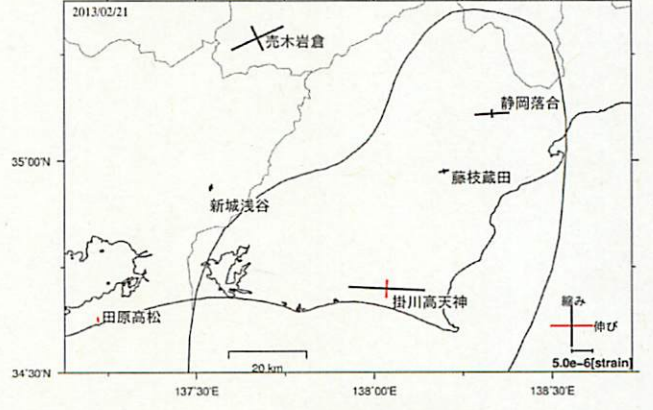 2013/02/21
売木岩倉
静岡落合
35°00'N
藤枝蔵田
新城浅谷
掛川高天神
縮み
伸び
田原高松
5.0e-6[strain]
20 km
34°30'N
137°30'E
138°00'E
138°30'E